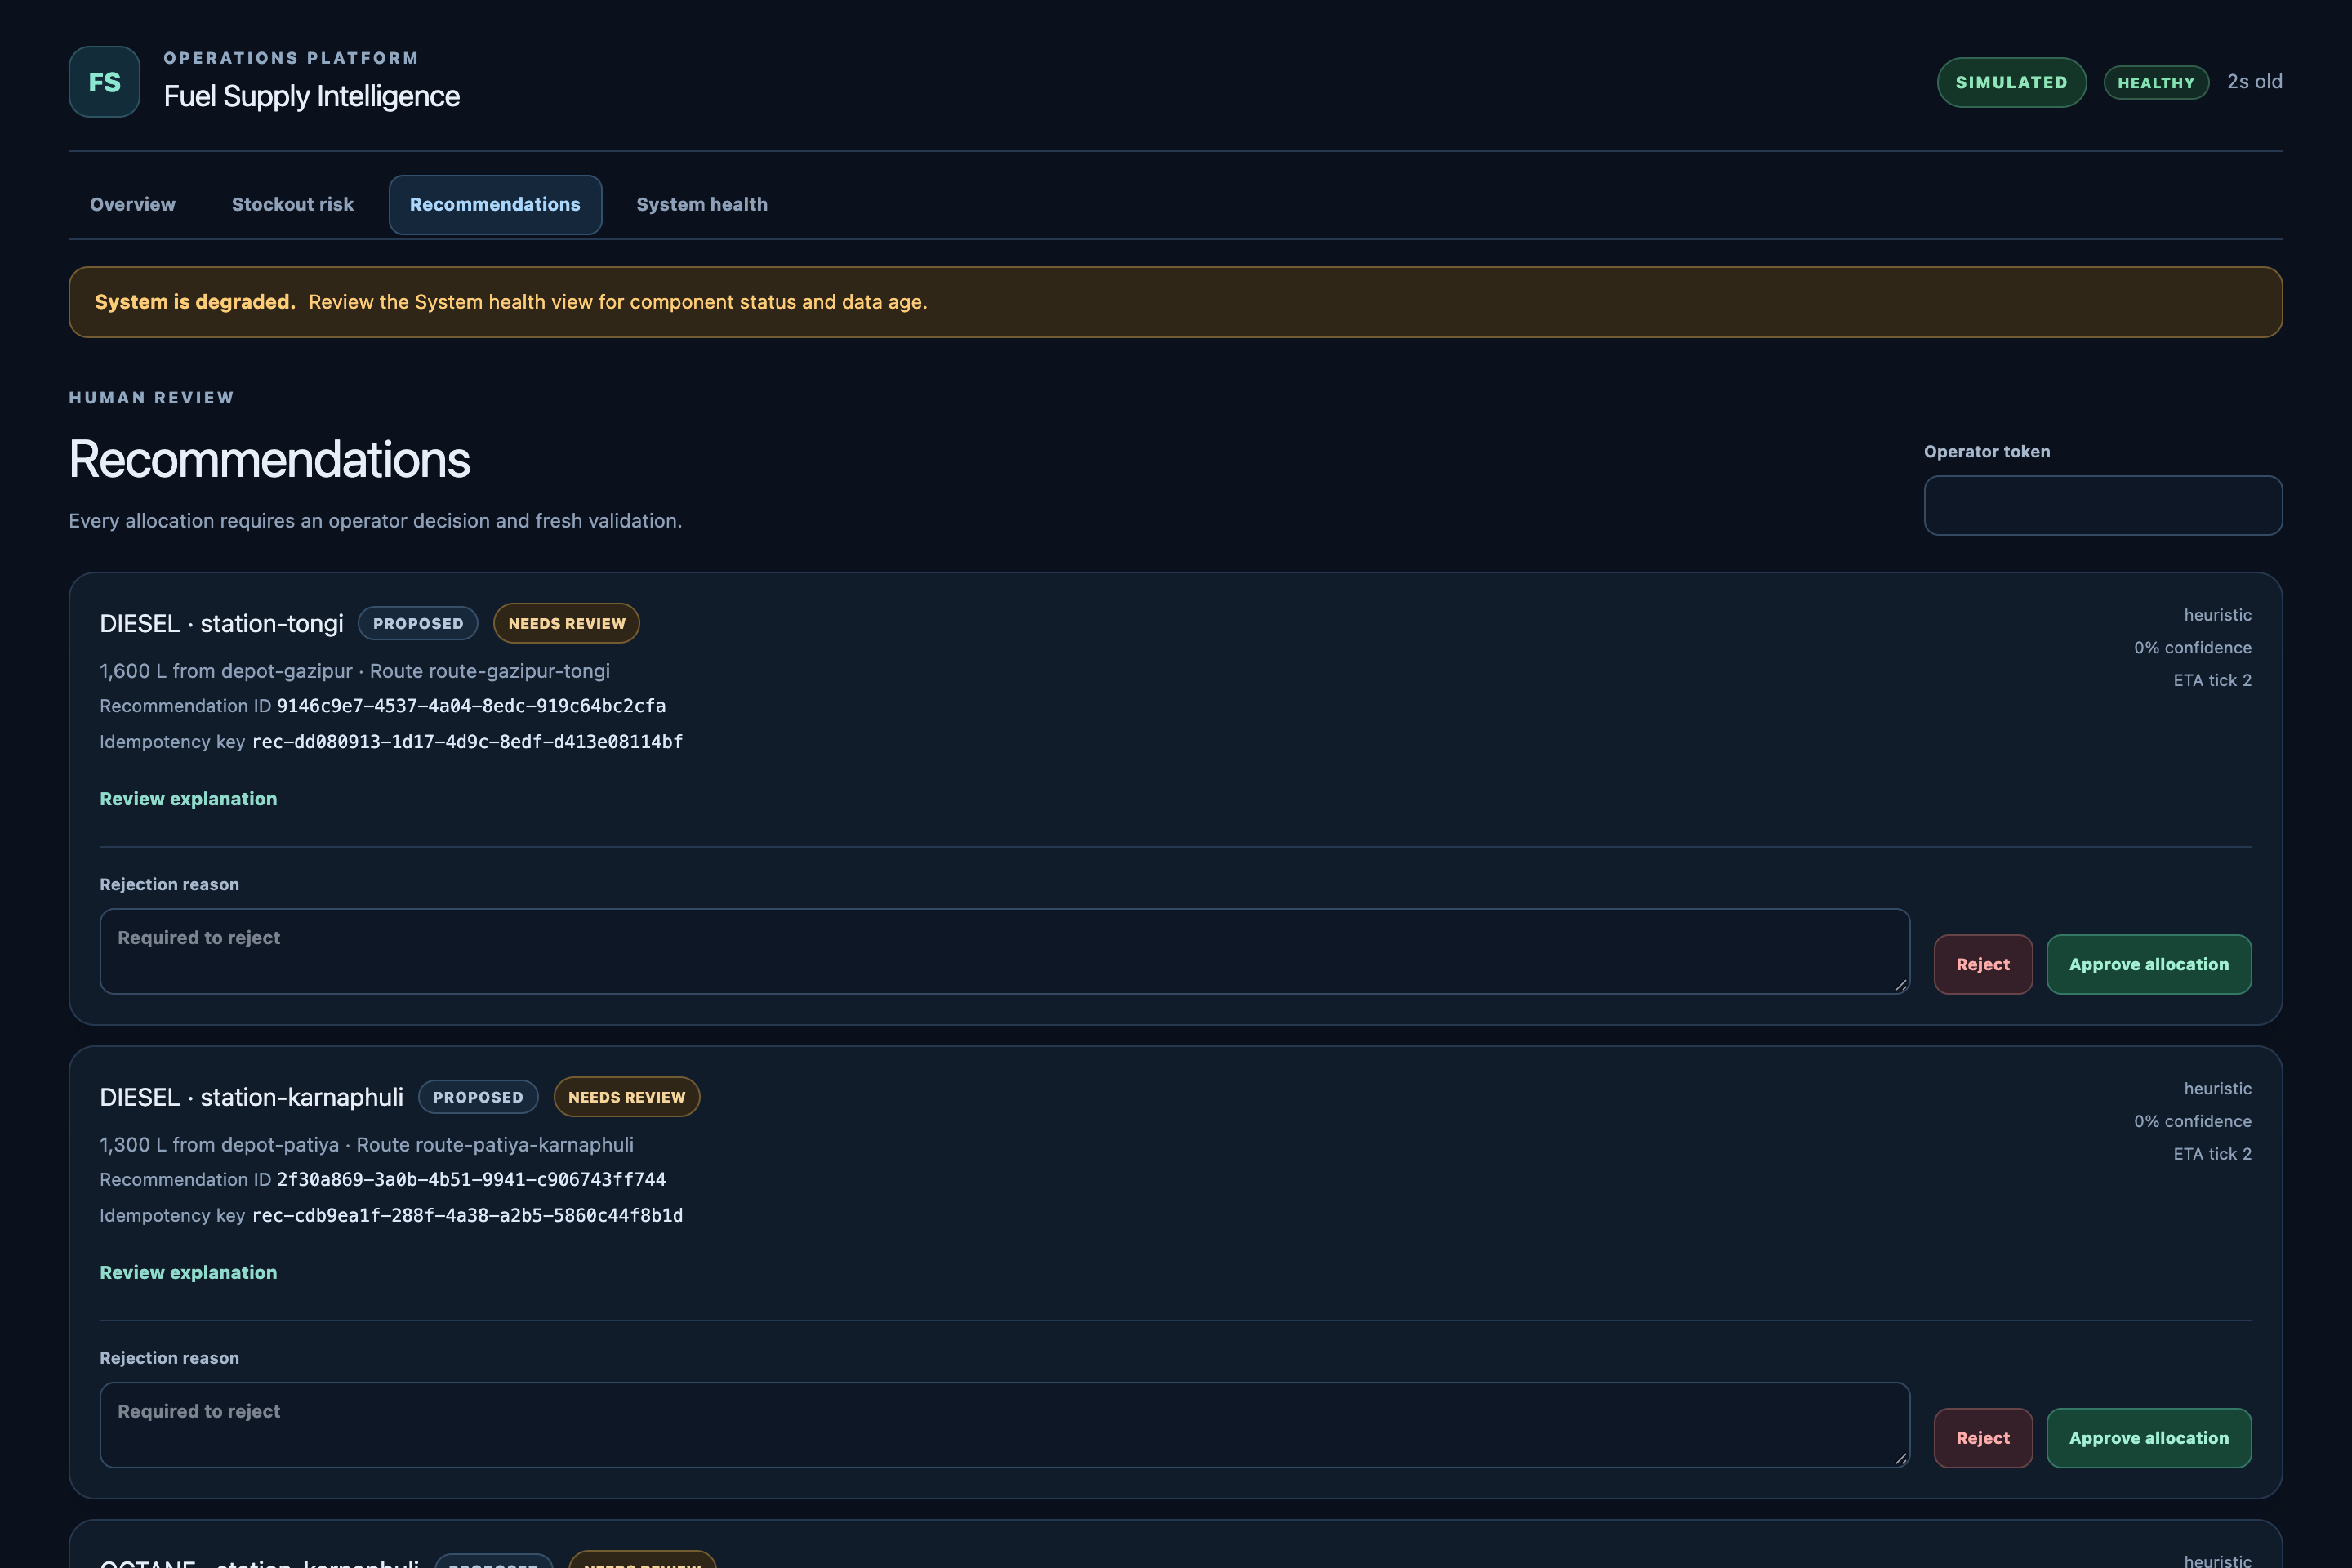 FS
OPERATIONS PLATFORM
Fuel Supply Intelligence
SIMULATED
HEALTHY
2s old
Overview
Stockout risk
Recommendations
System health
System is degraded. Review the System health view for component status and data age.
HUMAN REVIEW
Recommendations
Every allocation requires an operator decision and fresh validation.
Operator token
DIESEL · station-tongi
PROPOSED
NEEDS REVIEW
1,600 L from depot-gazipur · Route route-gazipur-tongi
Recommendation ID 9146c9e7-4537-4a04-8edc-919c64bc2cfa
Idempotency key rec-dd080913-1d17-4d9c-8edf-d413e08114bf
heuristic
0% confidence
ETA tick 2
Review explanation
Rejection reason
Required to reject
Reject
Approve allocation
DIESEL · station-karnaphuli
PROPOSED
NEEDS REVIEW
1,300 L from depot-patiya · Route route-patiya-karnaphuli
Recommendation ID 2f30a869-3a0b-4b51-9941-c906743ff744
Idempotency key rec-cdb9ea1f-288f-4a38-a2b5-5860c44f8b1d
heuristic
0% confidence
ETA tick 2
Review explanation
Rejection reason
Required to reject
Reject
Approve allocation
OCTANE · station-karnaphuli
PROPOSED
NEEDS REVIEW
heuristic